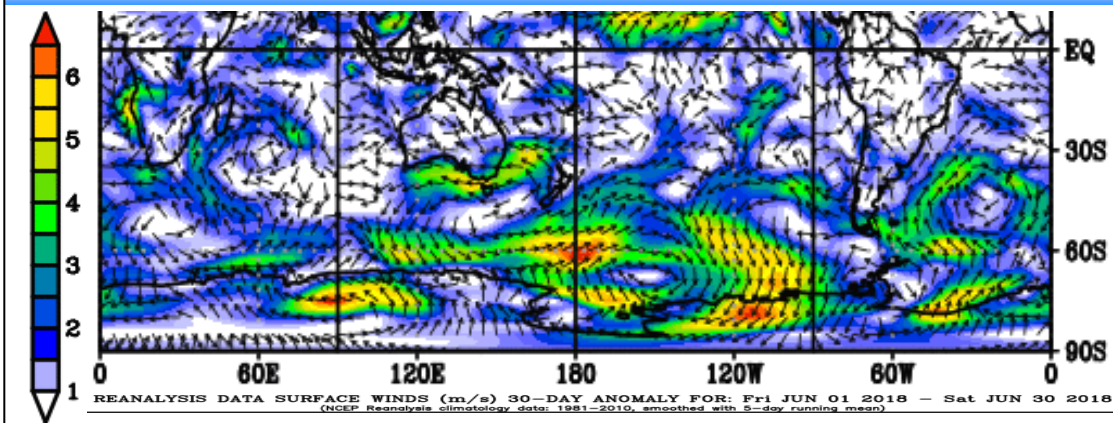 6
5
4
3
2
1
EQ
30S
60S
90S
0 60E 120E 180 120W 60W 0
REANALYSIS DATA SURFACE WINDS (m/s) 30-DAY ANOMALY FOR: Fri JUN 01 2018 – Sat JUN 30 2018
(NCEP Reanalysis climatology data: 1981-2010, smoothed with 5-day running mean)